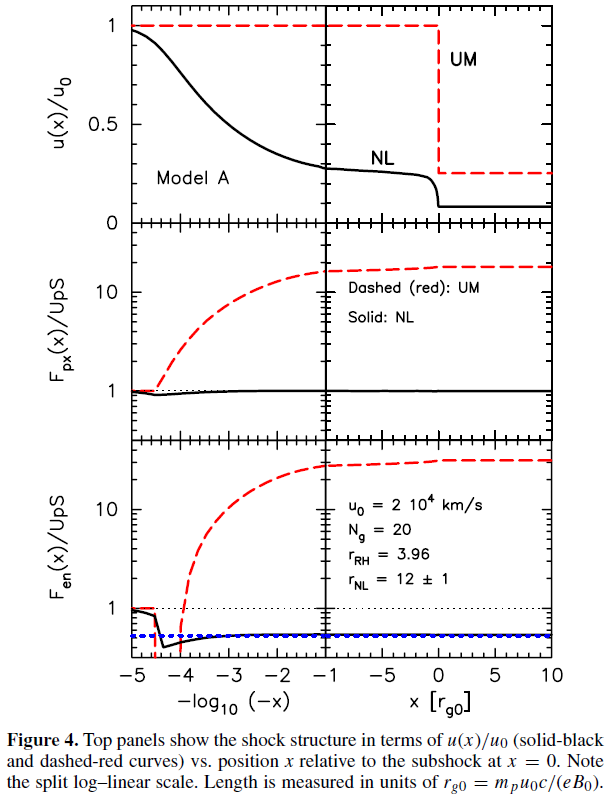 u(x)/u₀
1
0.5
0
UM
NL
Model A
F_px(x)/UpS
10
1
Dashed (red): UM
Solid: NL
F_en(x)/UpS
10
1
u₀ = 2 10⁴ km/s
N_g = 20
r_RH = 3.96
r_NL = 12 ± 1
−5 −4 −3 −2 −1 −5 0 5 10
−log₁₀ (−x) x [r_g0]
Figure 4. Top panels show the shock structure in terms of u(x)/u₀ (solid-black
and dashed-red curves) vs. position x relative to the subshock at x = 0. Note
the split log–linear scale. Length is measured in units of r_g0 = m_p u₀c/(eB₀).